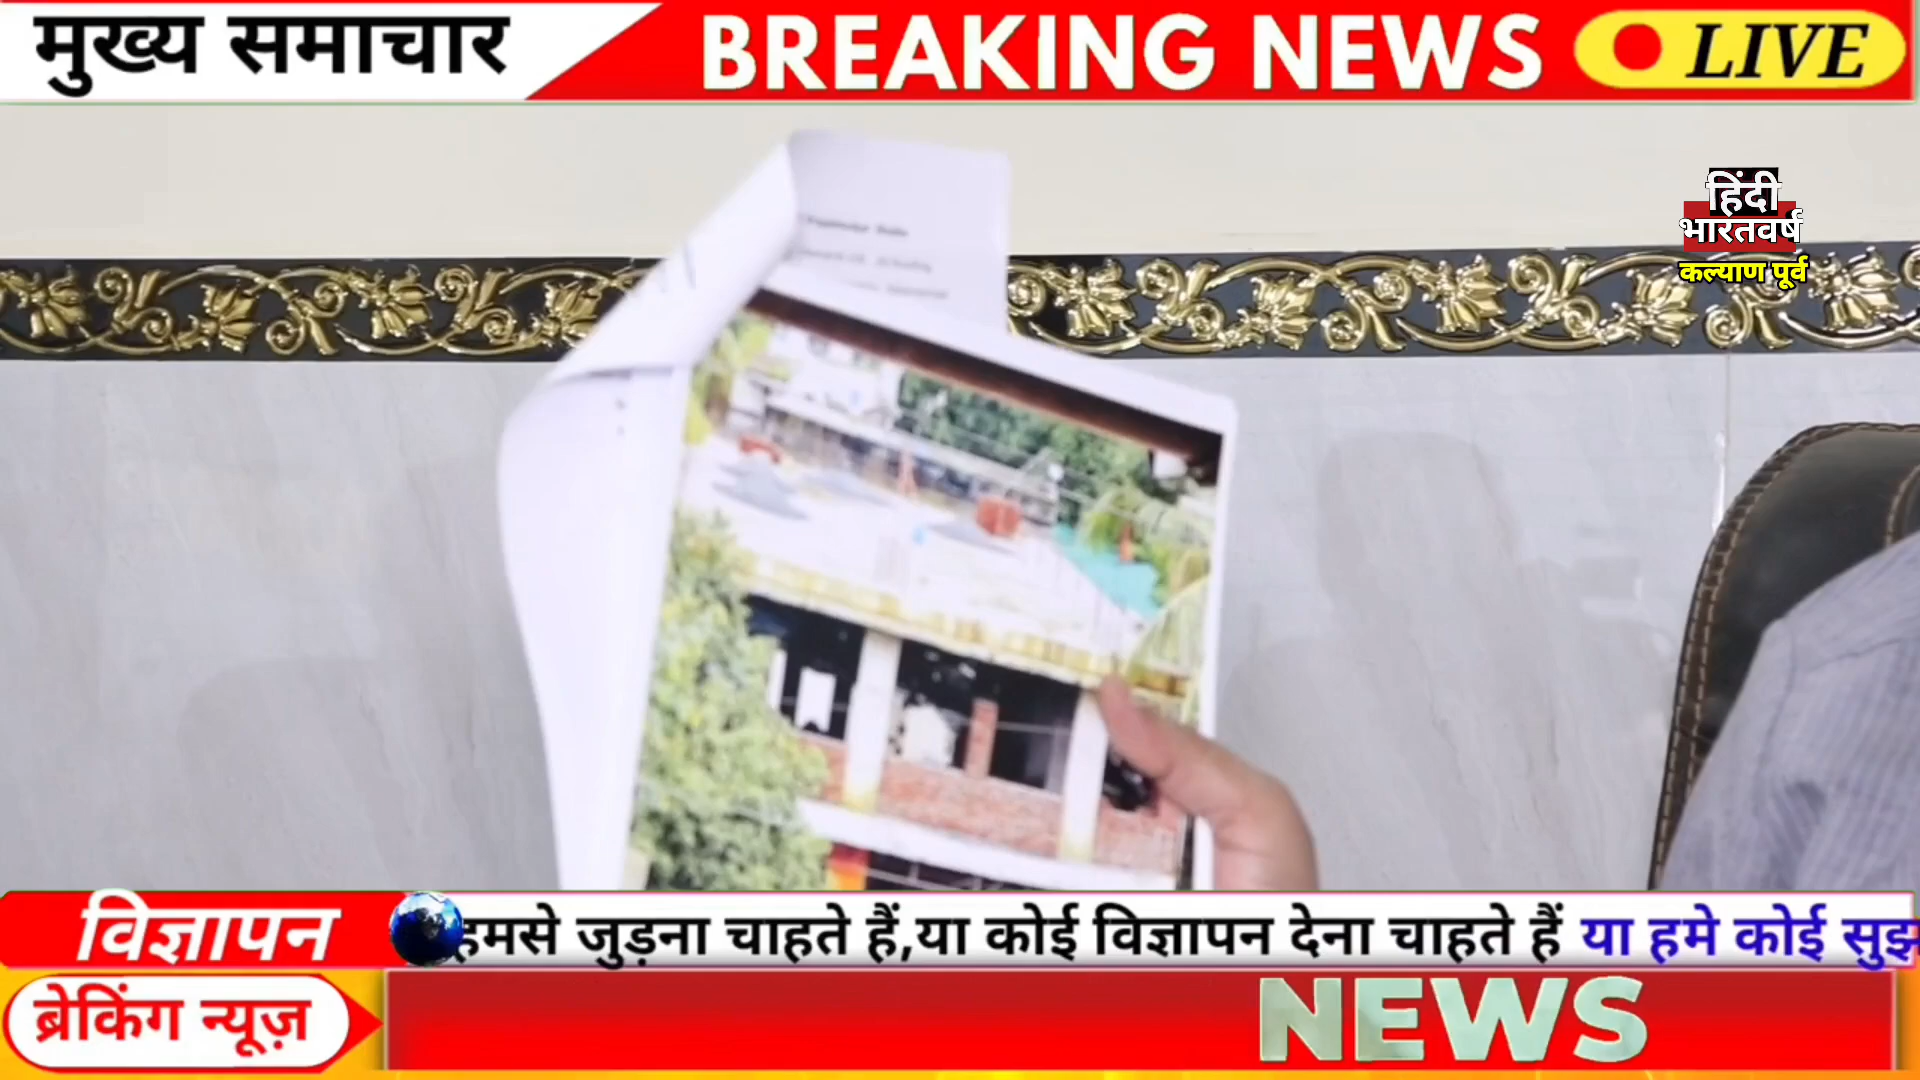 मुख्य समाचार
BREAKING NEWS
LIVE
हिंदी
भारतवर्ष
कल्याण पूर्व
विज्ञापन
हमसे जुड़ना चाहते हैं,या कोई विज्ञापन देना चाहते हैं या हमे कोई
ब्रेकिंग न्यूज़
NEWS